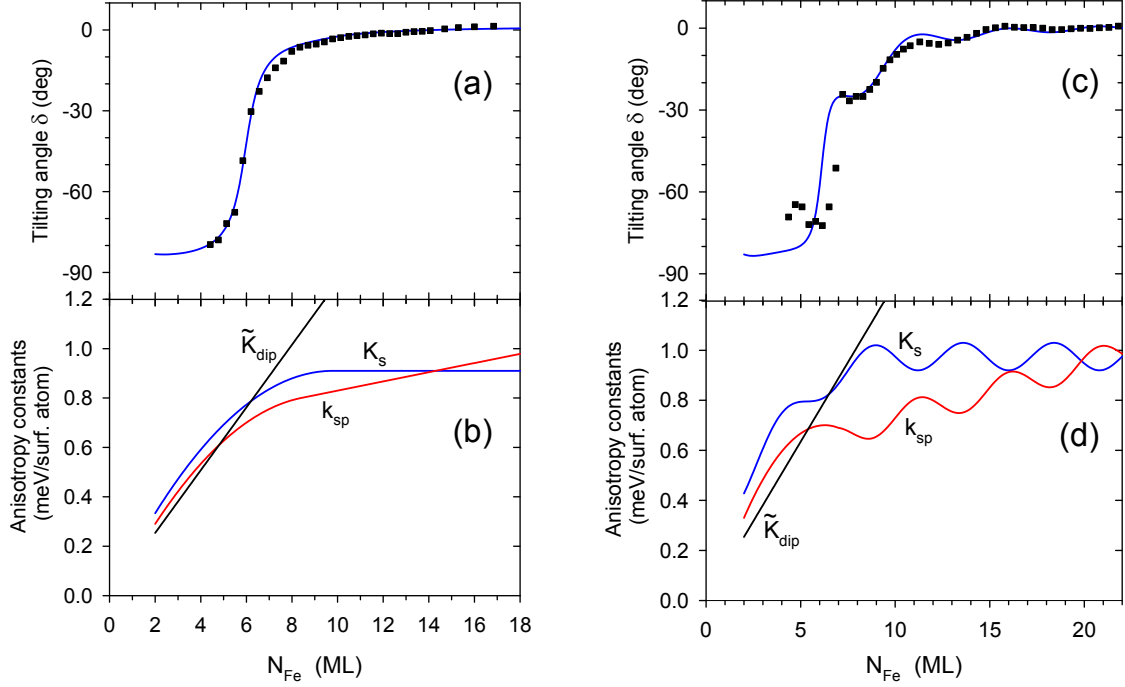 0
-30
-60
-90
Tilting angle δ (deg)
(a)
1.2
1.0
0.8
0.6
0.4
0.2
0.0
Anisotropy constants
(meV/surf. atom)
K̃dip
Ks
ksp
(b)
0 2 4 6 8 10 12 14 16 18
NFe (ML)
0
-30
-60
-90
Tilting angle δ (deg)
(c)
1.2
1.0
0.8
0.6
0.4
0.2
0.0
Anisotropy constants
(meV/surf. atom)
Ks
ksp
K̃dip
(d)
0 5 10 15 20
NFe (ML)